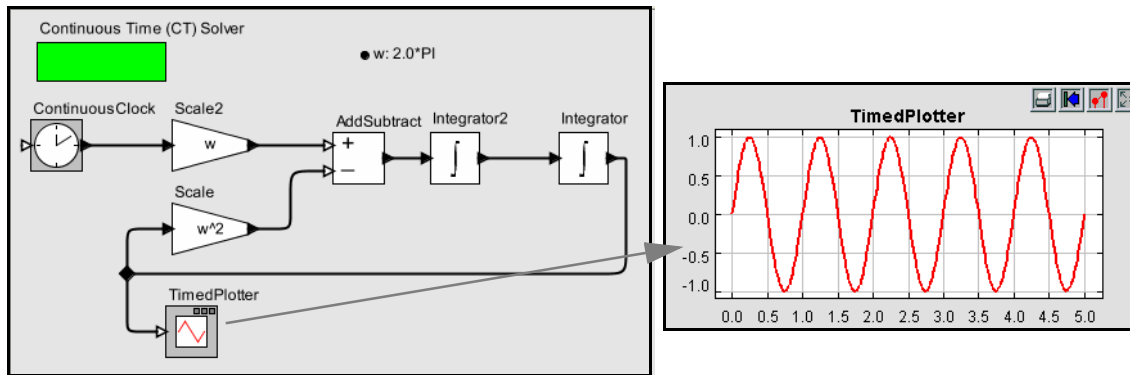 Continuous Time (CT) Solver
w: 2.0*PI
ContinuousClock
Scale2
w
AddSubtract
+
−
Integrator2
∫
Integrator
∫
Scale
w^2
TimedPlotter
TimedPlotter
1.0
0.5
0.0
-0.5
-1.0
0.0 0.5 1.0 1.5 2.0 2.5 3.0 3.5 4.0 4.5 5.0